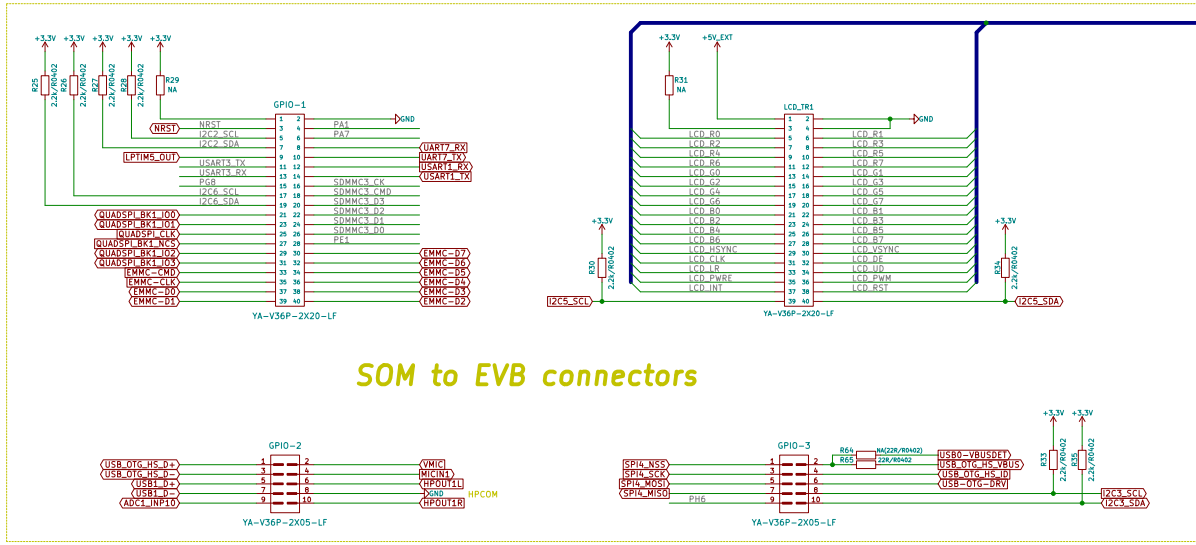 +3.3V +3.3V +3.3V +3.3V +3.3V
R25 2.2k/R0402
R26 2.2k/R0402
R27 2.2k/R0402
R28 2.2k/R0402
R29
NA
GPIO-1
1 2 GND
NRST NRST 3 4 PA1
I2C2_SCL 5 6 PA7
I2C2_SDA 7 8 UART7_RX
LPTIM5_OUT 9 10 UART7_TX
USART3_TX 11 12 USART1_RX
USART3_RX 13 14 USART1_TX
PG8 15 16 SDMMC3_CK
I2C6_SCL 17 18 SDMMC3_CMD
I2C6_SDA 19 20 SDMMC3_D3
QUADSPI_BK1_IO0 21 22 SDMMC3_D2
QUADSPI_BK1_IO1 23 24 SDMMC3_D1
QUADSPI_CLK 25 26 SDMMC3_D0
QUADSPI_BK1_NCS 27 28 PE1
QUADSPI_BK1_IO2 29 30 EMMC-D7
QUADSPI_BK1_IO3 31 32 EMMC-D6
EMMC-CMD 33 34 EMMC-D5
EMMC-CLK 35 36 EMMC-D4
EMMC-D0 37 38 EMMC-D3
EMMC-D1 39 40 EMMC-D2
YA-V36P-2X20-LF
+3.3V +5V_EXT
R31
NA
LCD_TR1
1 2 GND
3 4
LCD_R0 5 6 LCD_R1
LCD_R2 7 8 LCD_R3
LCD_R4 9 10 LCD_R5
LCD_R6 11 12 LCD_R7
LCD_G0 13 14 LCD_G1
LCD_G2 15 16 LCD_G3
LCD_G4 17 18 LCD_G5
LCD_G6 19 20 LCD_G7
LCD_B0 21 22 LCD_B1
LCD_B2 23 24 LCD_B3
LCD_B4 25 26 LCD_B5
LCD_B6 27 28 LCD_B7
LCD_HSYNC 29 30 LCD_VSYNC
LCD_CLK 31 32 LCD_DE
LCD_LR 33 34 LCD_UD
LCD_PWRE 35 36 LCD_PWM
LCD_INT 37 38 LCD_RST
I2C5_SCL 39 40 I2C5_SDA
YA-V36P-2X20-LF
+3.3V
R30 2.2k/R0402
+3.3V
R34 2.2k/R0402
SOM to EVB connectors
GPIO-2
USB_OTG_HS_D+ 1 2 VMIC
USB_OTG_HS_D- 3 4 MICIN1
USB1_D+ 5 6 HPOUT1L
USB1_D- 7 8 GND HPCOM
ADC1_INP10 9 10 HPOUT1R
YA-V36P-2X05-LF
+3.3V +3.3V
R33 2.2k/R0402
R35 2.2k/R0402
GPIO-3
R64 NA(22R/R0402) USB0-VBUSDET
SPI4_NSS 1 2 R65 22R/R0402 USB_OTG_HS_VBUS
SPI4_SCK 3 4 USB_OTG_HS_ID
SPI4_MOSI 5 6 USB-OTG-DRV
SPI4_MISO 7 8 I2C3_SCL
PH6 9 10 I2C3_SDA
YA-V36P-2X05-LF